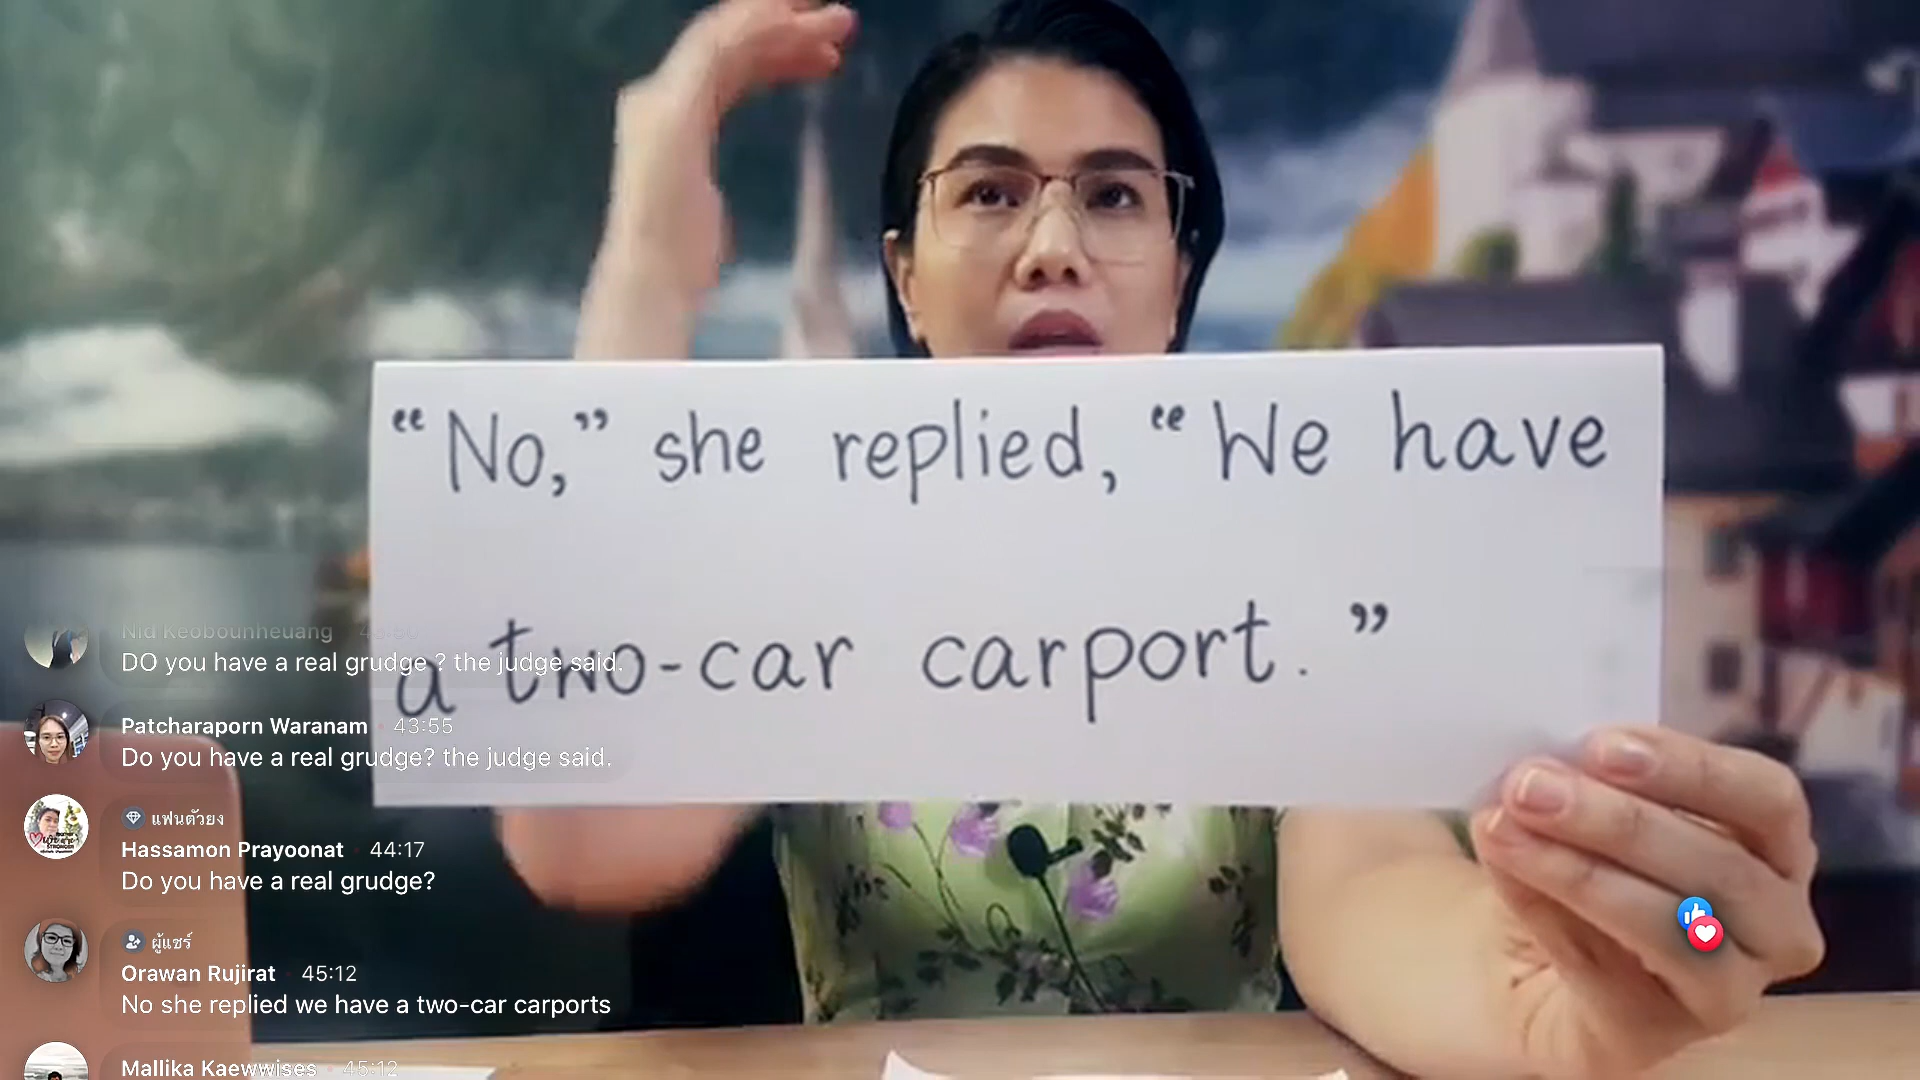 “No,” she replied, “We have
a two-car carport.”
Nid Keobounheuang
DO you have a real grudge ? the judge said.
Patcharaporn Waranam · 43:55
Do you have a real grudge? the judge said.
แฟนตัวยง
Hassamon Prayoonat · 44:17
Do you have a real grudge?
ผู้แชร์
Orawan Rujirat · 45:12
No she replied we have a two-car carports
Mallika Kaewwises · 45:12